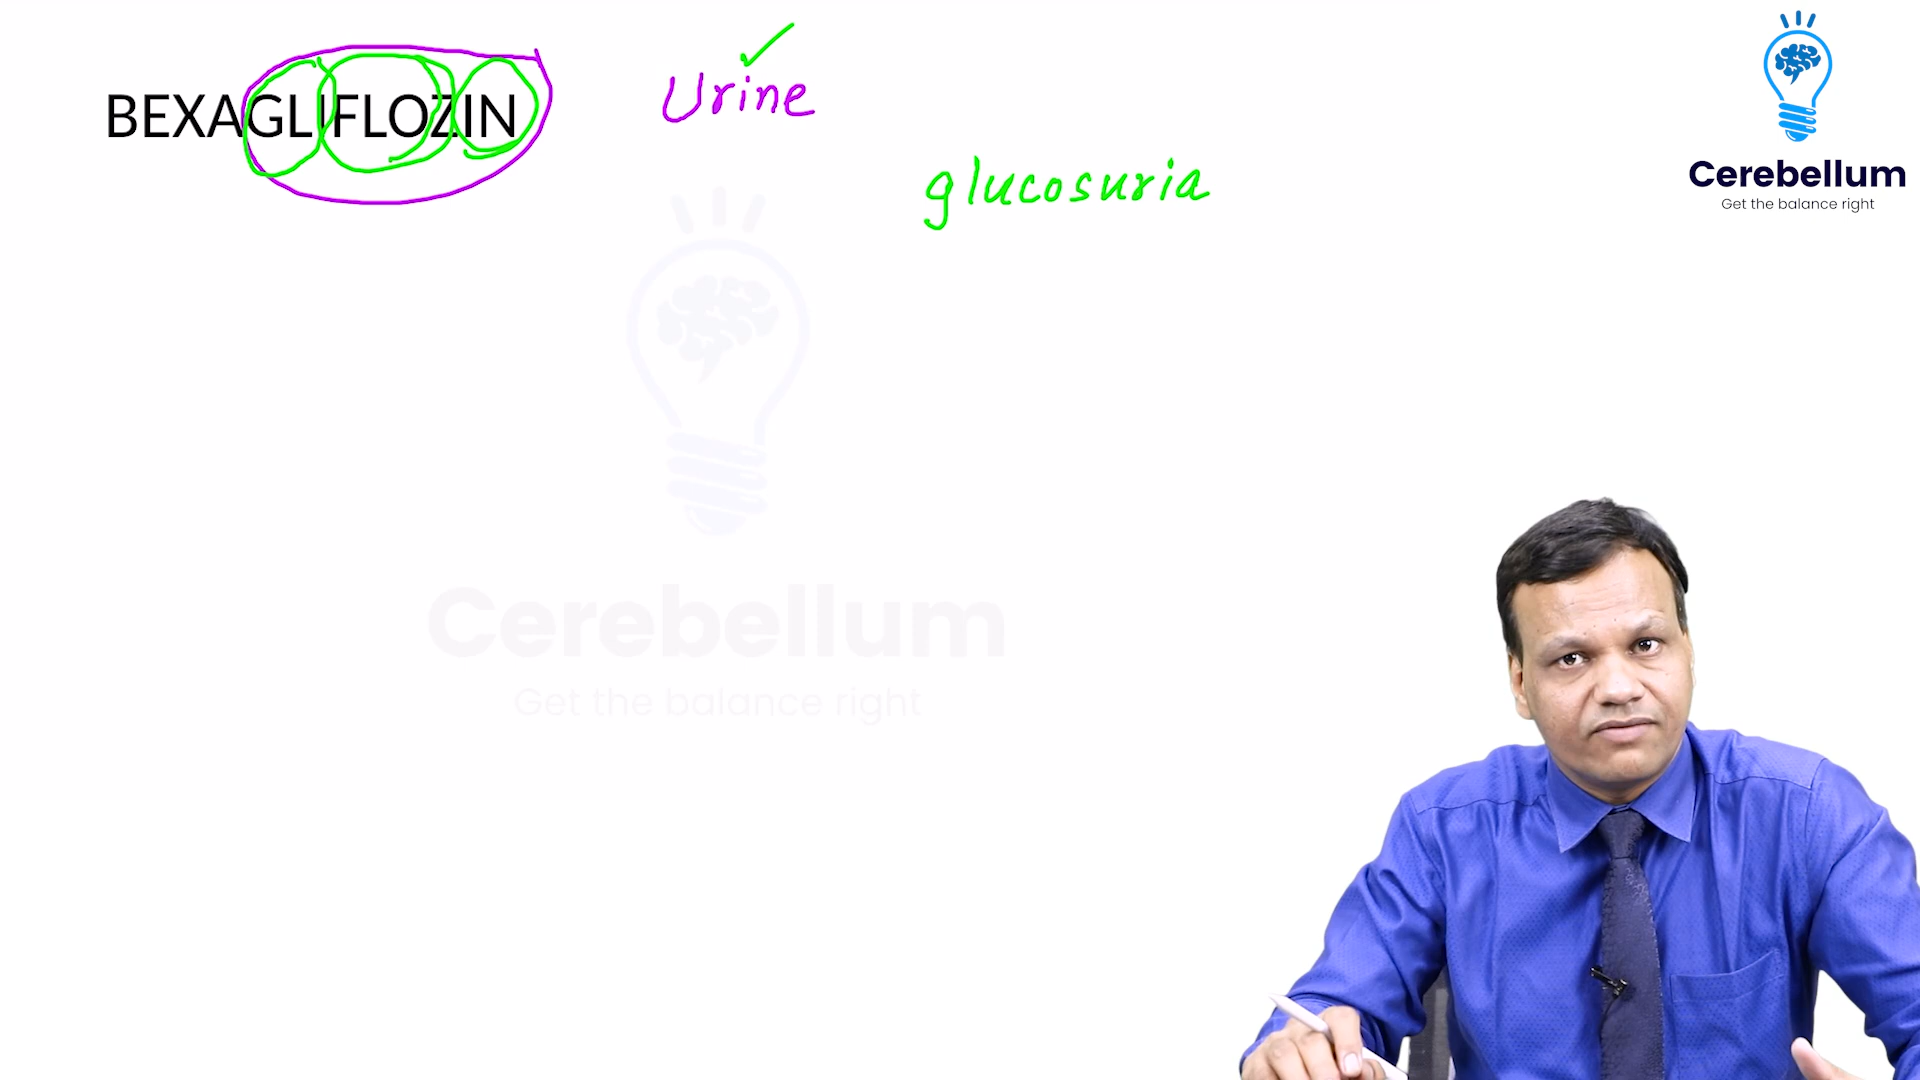 BEXAGLIFLOZIN
Urine
glucosuria
Cerebellum
Get the balance right
Cerebellum
Get the balance right